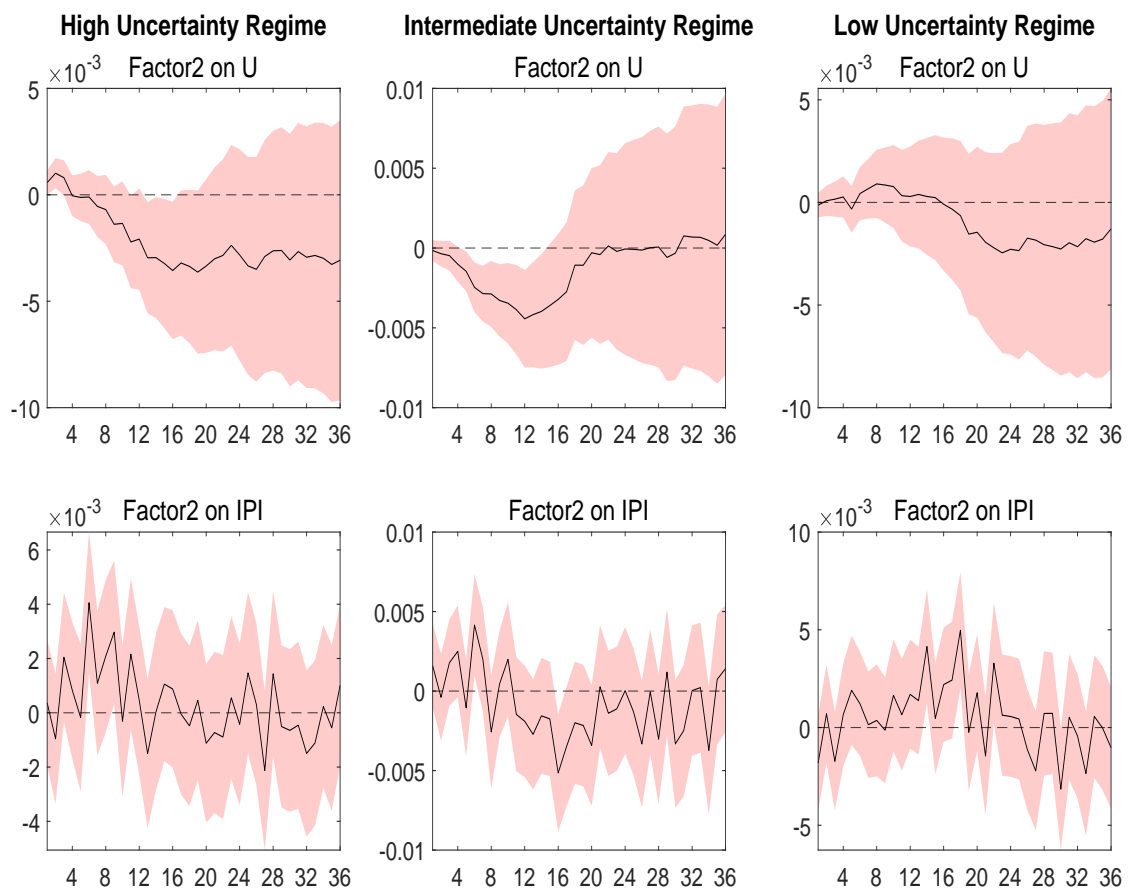 High Uncertainty Regime
Intermediate Uncertainty Regime
Low Uncertainty Regime
×10⁻³ Factor2 on U
Factor2 on U
×10⁻³ Factor2 on U
5
0
-5
-10
4 8 12 16 20 24 28 32 36
0.01
0.005
0
-0.005
-0.01
4 8 12 16 20 24 28 32 36
5
0
-5
-10
4 8 12 16 20 24 28 32 36
×10⁻³ Factor2 on IPI
Factor2 on IPI
×10⁻³ Factor2 on IPI
6
4
2
0
-2
-4
4 8 12 16 20 24 28 32 36
0.01
0.005
0
-0.005
-0.01
4 8 12 16 20 24 28 32 36
10
5
0
-5
4 8 12 16 20 24 28 32 36